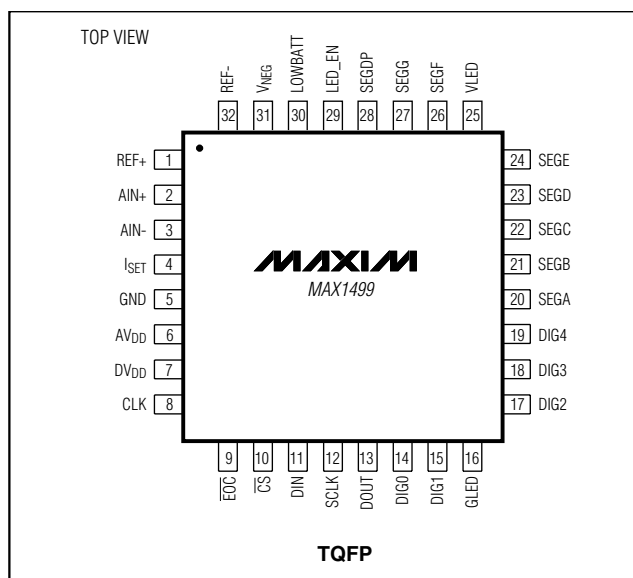 TOP VIEW
REF-
VNEG
LOWBATT
LED_EN
SEGDP
SEGG
SEGF
VLED
32 31 30 29 28 27 26 25
REF+ 1
AIN+ 2
AIN- 3
ISET 4
GND 5
AVDD 6
DVDD 7
CLK 8
MAXIM
MAX1499
24 SEGE
23 SEGD
22 SEGC
21 SEGB
20 SEGA
19 DIG4
18 DIG3
17 DIG2
9 10 11 12 13 14 15 16
EOC
CS
DIN
SCLK
DOUT
DIG0
DIG1
GLED
TQFP